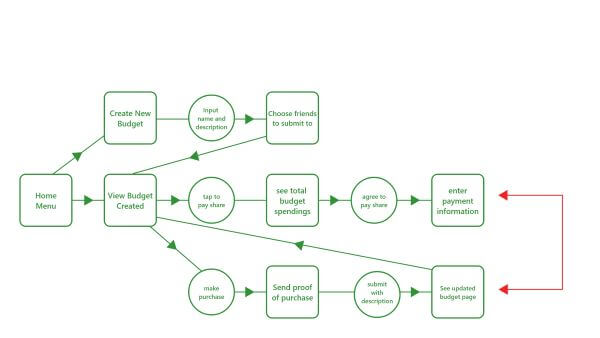 Create New
Budget
Input
name and
description
Choose friends
to submit to
Home
Menu
View Budget
Created
tap to
pay share
see total
budget
spendings
agree to
pay share
enter
payment
information
make
purchase
Send proof
of purchase
submit
with
description
See updated
budget page